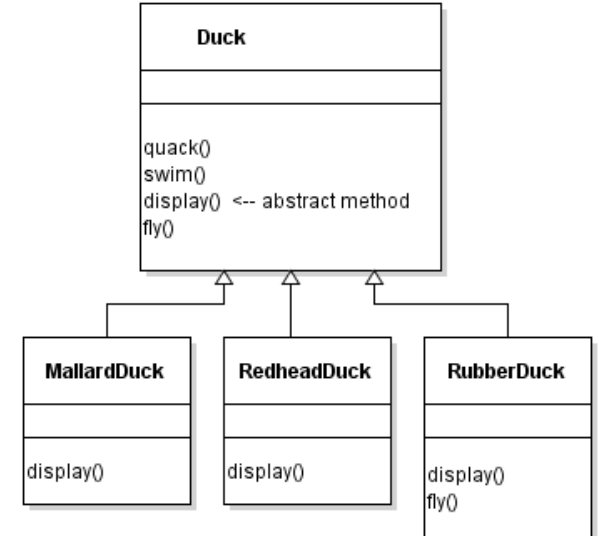 Duck
quack()
swim()
display() <-- abstract method
fly()
MallardDuck
display()
RedheadDuck
display()
RubberDuck
display()
fly()